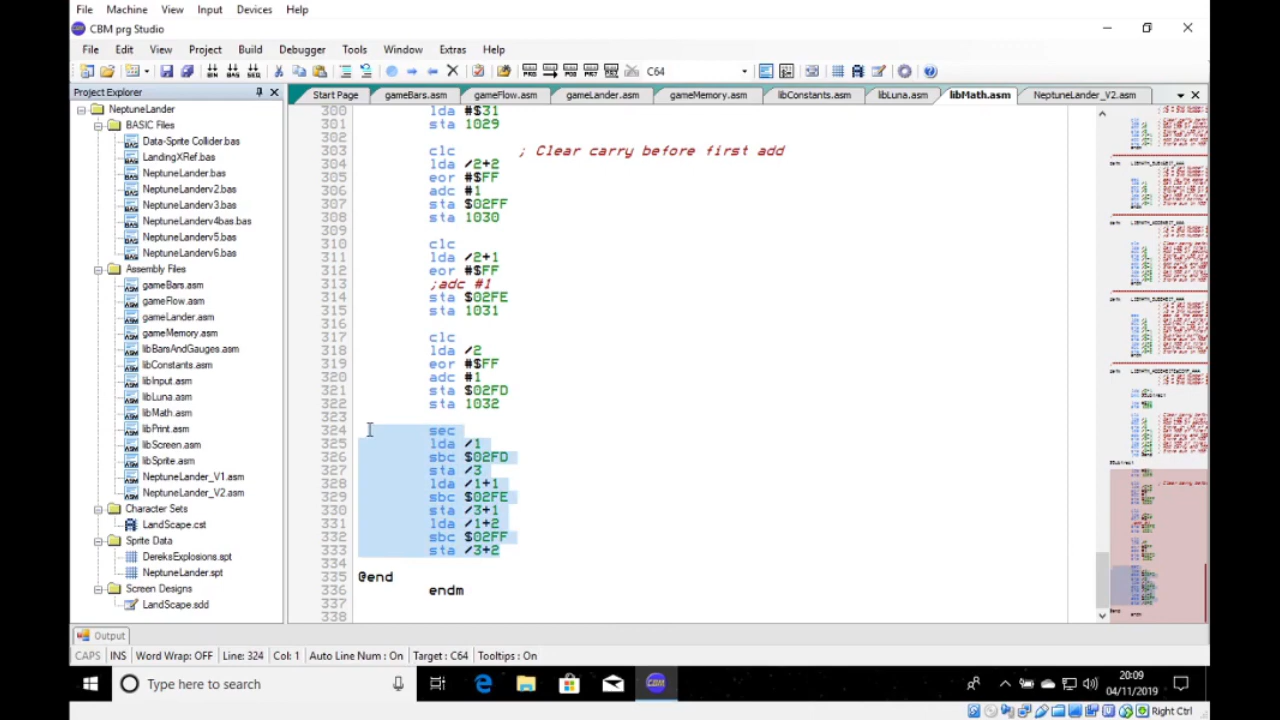 File Machine View Input Devices Help
CBM prg Studio
File Edit View Project Build Debugger Tools Window Extras Help
C64
Project Explorer
Start Page gameBars.asm gameFlow.asm gameLander.asm gameMemory.asm libConstants.asm libLuna.asm libMath.asm NeptuneLander_V2.asm
NeptuneLander
BASIC Files
Data-Sprite Collider.bas
LandingXRef.bas
NeptuneLander.bas
NeptuneLanderv2.bas
NeptuneLanderv3.bas
NeptuneLanderv4bas.bas
NeptuneLanderv5.bas
NeptuneLanderv6.bas
Assembly Files
gameBars.asm
gameFlow.asm
gameLander.asm
gameMemory.asm
libBarsAndGauges.asm
libConstants.asm
libInput.asm
libLuna.asm
libMath.asm
libPrint.asm
libScreen.asm
libSprite.asm
NeptuneLander_V1.asm
NeptuneLander_V2.asm
Character Sets
LandScape.cst
Sprite Data
DereksExplosions.spt
NeptuneLander.spt
Screen Designs
LandScape.sdd
300 lda #$31
301 sta 1029
302
303 clc ; Clear carry before first add
304 lda /2+2
305 eor #$FF
306 adc #1
307 sta $02FF
308 sta 1030
309
310 clc
311 lda /2+1
312 eor #$FF
313 ;adc #1
314 sta $02FE
315 sta 1031
316
317 clc
318 lda /2
319 eor #$FF
320 adc #1
321 sta $02FD
322 sta 1032
323
324 sec
325 lda /1
326 sbc $02FD
327 sta /3
328 lda /1+1
329 sbc $02FE
330 sta /3+1
331 lda /1+2
332 sbc $02FF
333 sta /3+2
334
335 @end
336 endm
337
338
Output
CAPS INS Word Wrap: OFF Line: 324 Col: 1 Auto Line Num : On Target : C64 Tooltips : On
Type here to search
20:09
04/11/2019
Right Ctrl